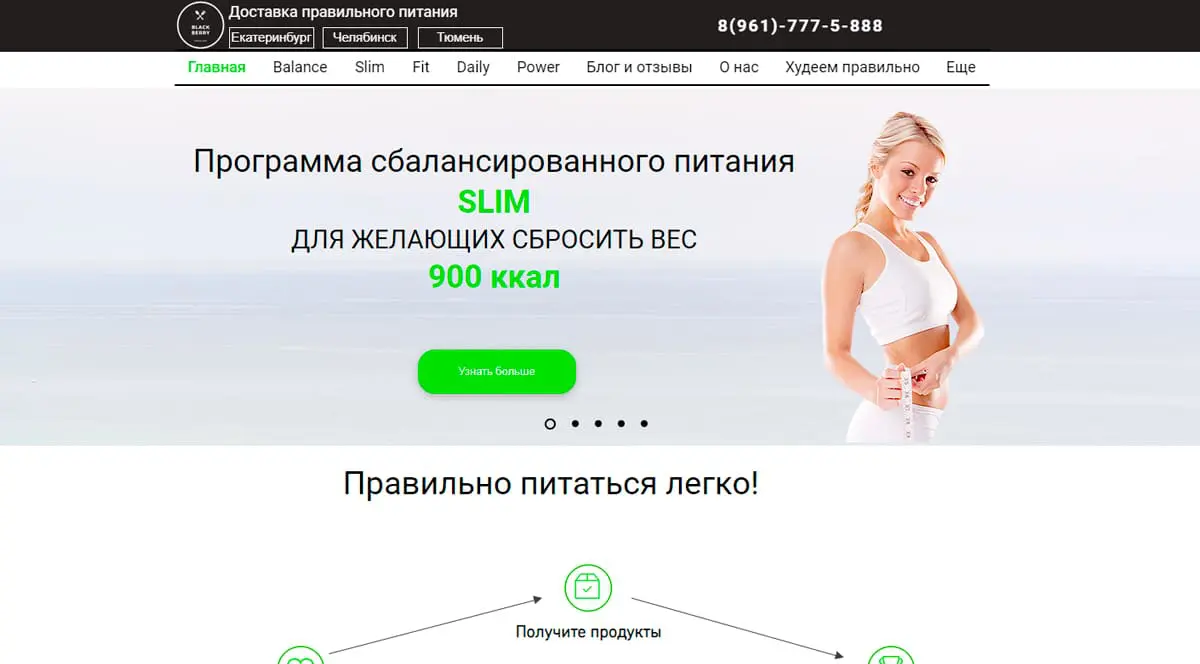 BLACK
BERRY
Доставка правильного питания
8(961)-777-5-888
Екатеринбург Челябинск Тюмень
Главная Balance Slim Fit Daily Power Блог и отзывы О нас Худеем правильно Еще
Программа сбалансированного питания
SLIM
ДЛЯ ЖЕЛАЮЩИХ СБРОСИТЬ ВЕС
900 ккал
Узнать больше
Правильно питаться легко!
Получите продукты